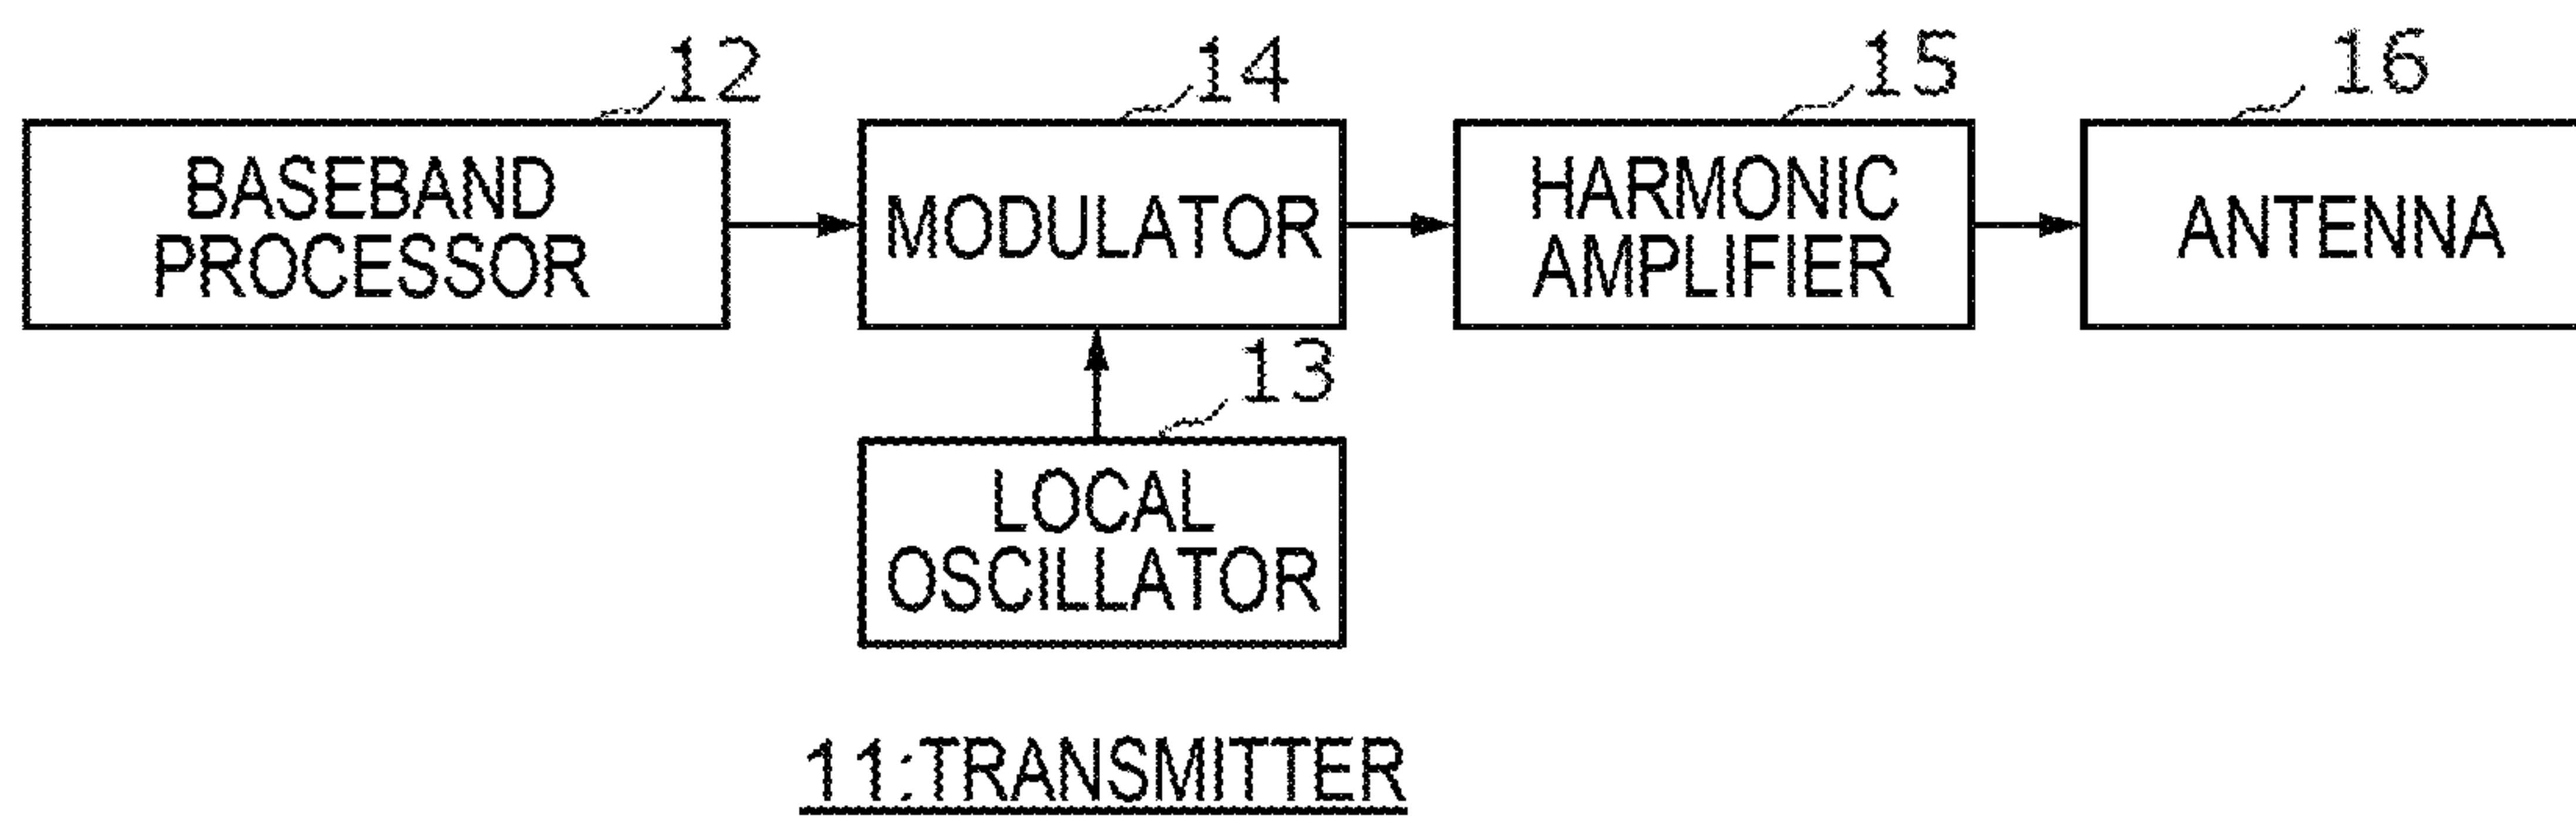 12
14
15
16
BASEBAND
PROCESSOR
MODULATOR
HARMONIC
AMPLIFIER
ANTENNA
13
LOCAL
OSCILLATOR
11:TRANSMITTER